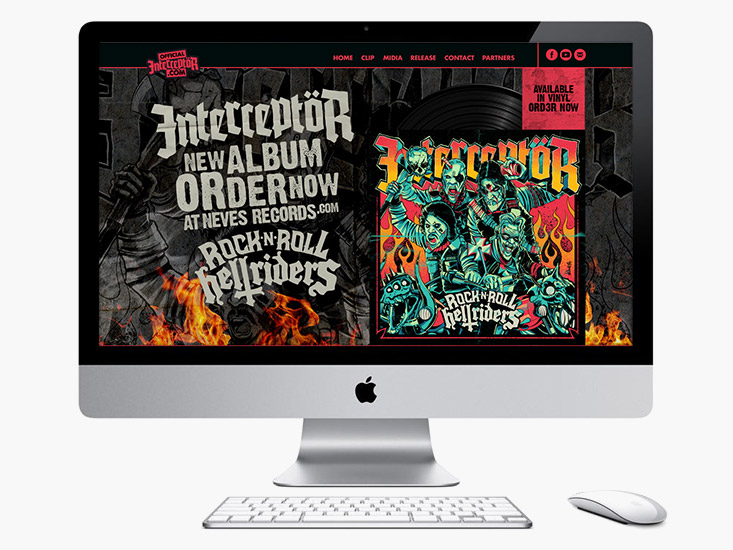 OFFICIAL
InterceptöR
.COM
HOME CLIP MIDIA RELEASE CONTACT PARTNERS
InterceptöR
NEW ALBUM
ORDER NOW
AT NEVES RECORDS.COM
ROCK-N-ROLL
hellriders
AVAILABLE
IN VINYL
ORD3R NOW
InterceptöR
ROCK-N-ROLL
hellriders